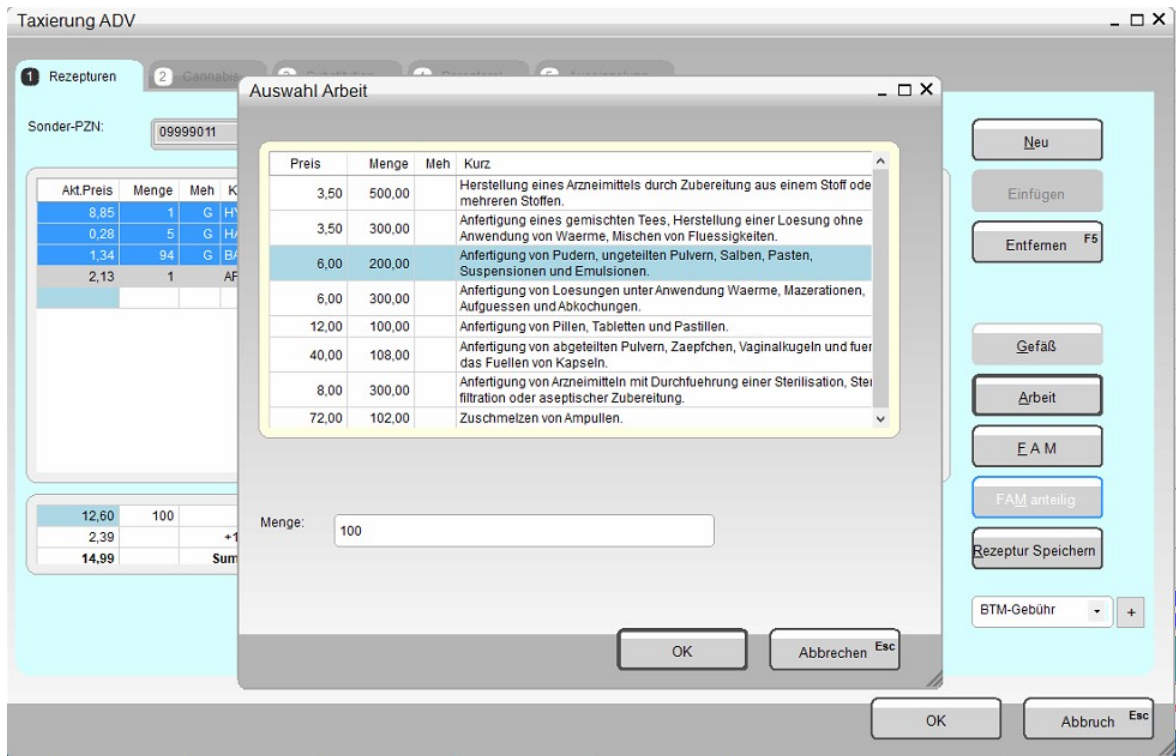 Taxierung ADV
1 Rezepturen
2 Cannabis
Sonder-PZN: 09999011
Akt.Preis Menge Meh
8,85 1 G
0,28 5 G
1,34 94 G
2,13 1
12,60 100
2,39
14,99
Auswahl Arbeit
Preis Menge Meh Kurz
3,50 500,00 Herstellung eines Arzneimittels durch Zubereitung aus einem Stoff ode
mehreren Stoffen.
3,50 300,00 Anfertigung eines gemischten Tees, Herstellung einer Loesung ohne
Anwendung von Waerme, Mischen von Fluessigkeiten.
6,00 200,00 Anfertigung von Pudern, ungeteilten Pulvern, Salben, Pasten,
Suspensionen und Emulsionen.
6,00 300,00 Anfertigung von Loesungen unter Anwendung Waerme, Mazerationen,
Aufguessen und Abkochungen.
12,00 100,00 Anfertigung von Pillen, Tabletten und Pastillen.
40,00 108,00 Anfertigung von abgeteilten Pulvern, Zaepfchen, Vaginalkugeln und fuer
das Fuellen von Kapseln.
8,00 300,00 Anfertigung von Arzneimitteln mit Durchfuehrung einer Sterilisation, Ster
filtration oder aseptischer Zubereitung.
72,00 102,00 Zuschmelzen von Ampullen.
Menge: 100
OK
Abbrechen Esc
Neu
Einfügen
Entfernen F5
Gefäß
Arbeit
F A M
FAM anteilig
Rezeptur Speichern
BTM-Gebühr +
OK
Abbruch Esc